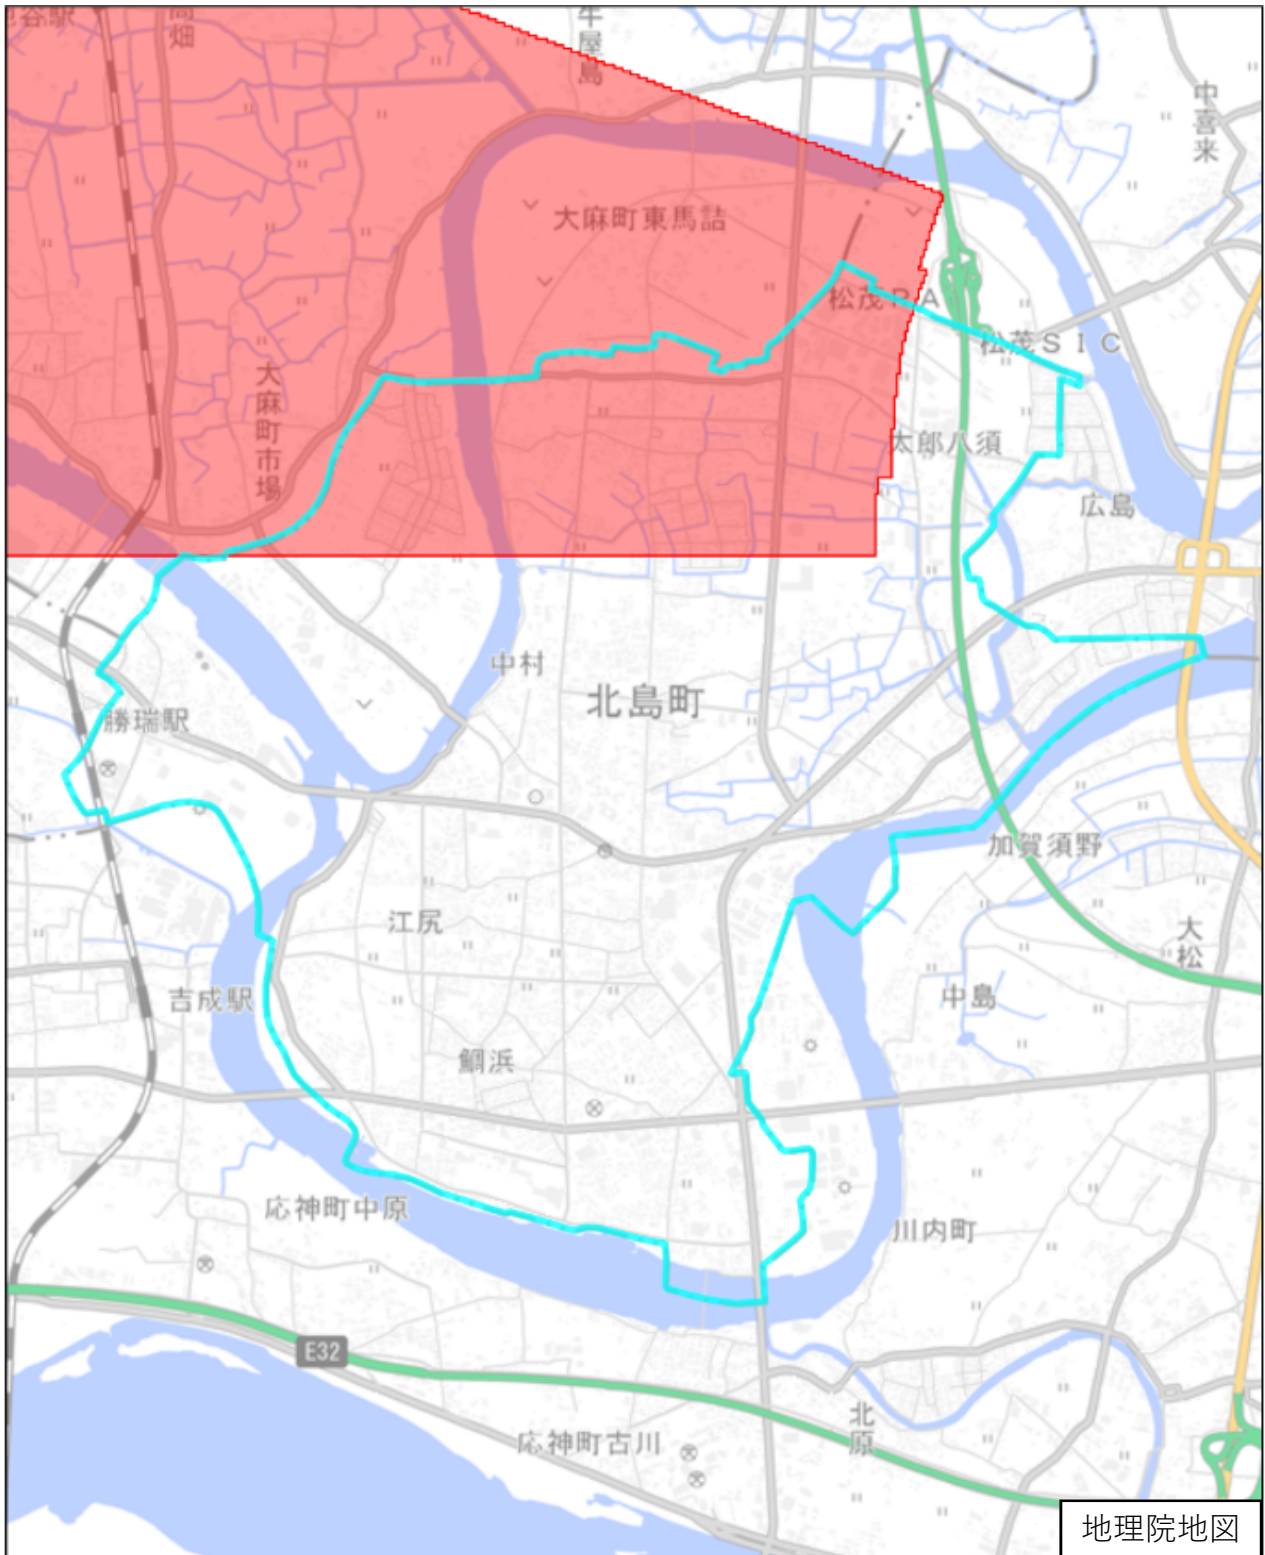 牛屋島
中喜来
大麻町東馬詰
松茂PA
松茂SIC
大麻町市場
太郎八須
広島
中村
北島町
勝瑞駅
加賀須野
江尻
大松
吉成駅
中島
鯛浜
応神町中原
川内町
E32
北原
応神町古川
地理院地図